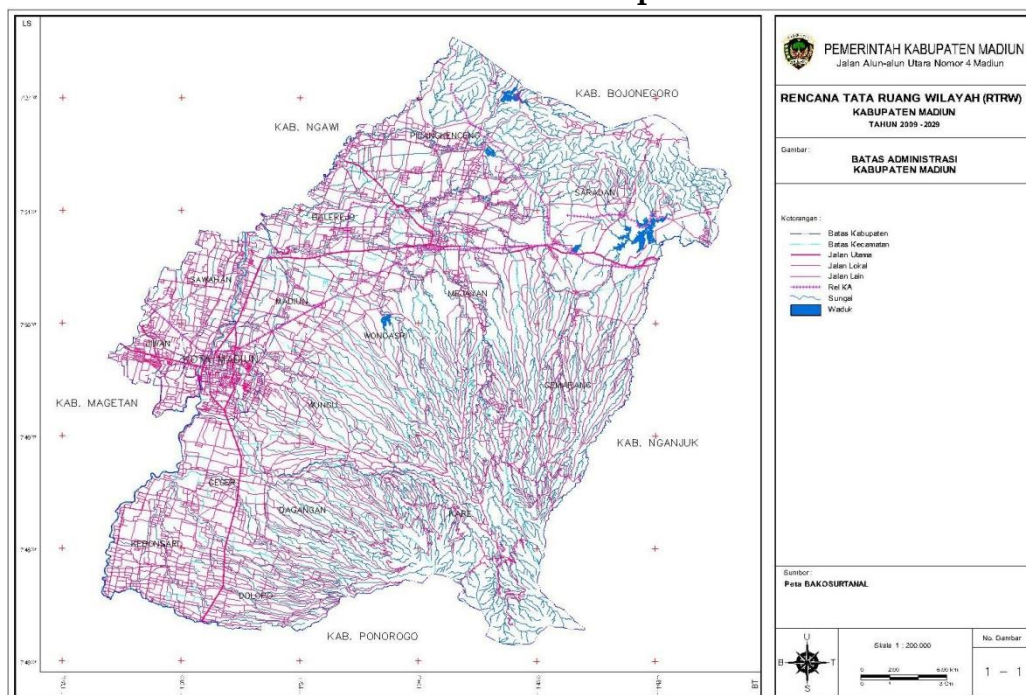 LS
KAB. BOJONEGORO
KAB. NGAWI
PILANGKENCENG
SARADAN
BALEREJO
SAWAHAN
MADIUN
MEJAYAN
WONOASRI
JIWAN
KOTA MADIUN
GEMARANG
KAB. MAGETAN
WUNGU
KAB. NGANJUK
GEGER
DAGANGAN
KARE
KEBONSARI
DOLOPO
KAB. PONOROGO
BT
PEMERINTAH KABUPATEN MADIUN
Jalan Alun-alun Utara Nomor 4 Madiun
RENCANA TATA RUANG WILAYAH (RTRW)
KABUPATEN MADIUN
TAHUN 2009 - 2029
Gambar :
BATAS ADMINISTRASI
KABUPATEN MADIUN
Keterangan :
Batas Kabupaten
Batas Kecamatan
Jalan Utama
Jalan Lokal
Jalan Lain
Rel KA
Sungai
Waduk
Sumber :
Peta BAKOSURTANAL
U
B
T
S
Skala 1 : 200.000
No. Gambar
1 - 1